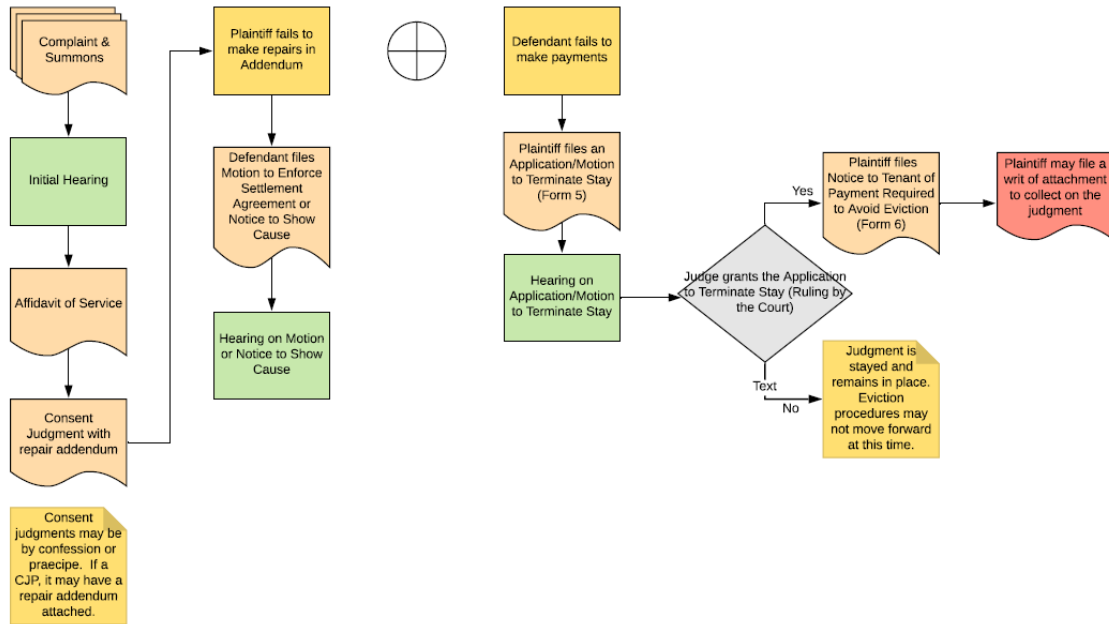 Complaint &
Summons
Initial Hearing
Affidavit of Service
Consent
Judgment with
repair addendum
Consent
judgments may be
by confession or
praecipe.  If a
CJP, it may have a
repair addendum
attached.
Plaintiff fails to
make repairs in
Addendum
Defendant files
Motion to Enforce
Settlement
Agreement or
Notice to Show
Cause
Hearing on Motion
or Notice to Show
Cause
Defendant fails to
make payments
Plaintiff files an
Application/Motion
to Terminate Stay
(Form 5)
Hearing on
Application/Motion
to Terminate Stay
Judge grants the Application
to Terminate Stay (Ruling by
the Court)
Yes
Plaintiff files
Notice to Tenant of
Payment Required
to Avoid Eviction
(Form 6)
Plaintiff may file a
writ of attachment
to collect on the
judgment
Text
No
Judgment is
stayed and
remains in place.
Eviction
procedures may
not move forward
at this time.